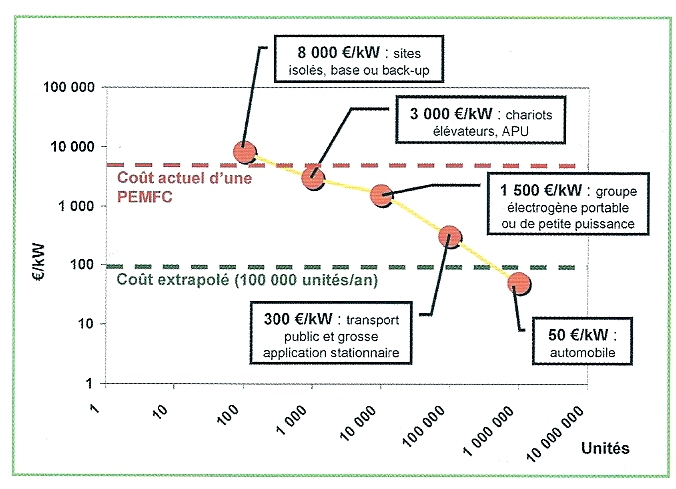 8 000 €/kW : sites
isolés, base ou back-up
100 000
3 000 €/kW : chariots
élévateurs, APU
10 000
Coût actuel d'une
PEMFC
1 500 €/kW : groupe
électrogène portable
ou de petite puissance
1 000
€/kW
100
Coût extrapolé (100 000 unités/an)
300 €/kW : transport
public et grosse
application stationnaire
50 €/kW :
automobile
10
1
1
10
100
1 000
10 000
100 000
1 000 000
10 000 000
Unités